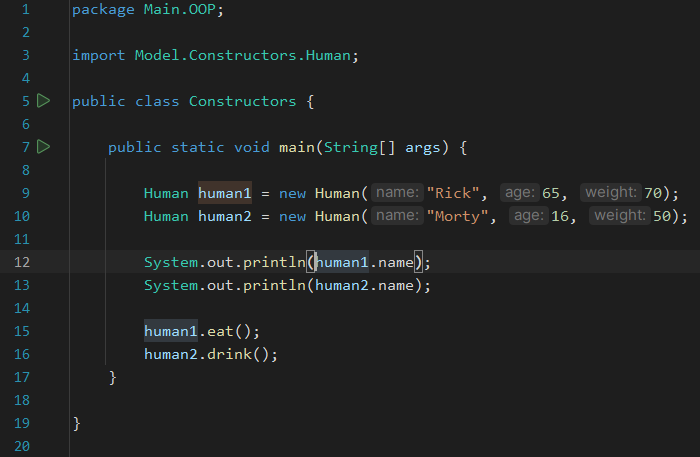 1 package Main.OOP;
2
3 import Model.Constructors.Human;
4
5 public class Constructors {
6
7 public static void main(String[] args) {
8
9 Human human1 = new Human( name: "Rick", age: 65, weight: 70);
10 Human human2 = new Human( name: "Morty", age: 16, weight: 50);
11
12 System.out.println(human1.name);
13 System.out.println(human2.name);
14
15 human1.eat();
16 human2.drink();
17 }
18
19 }
20